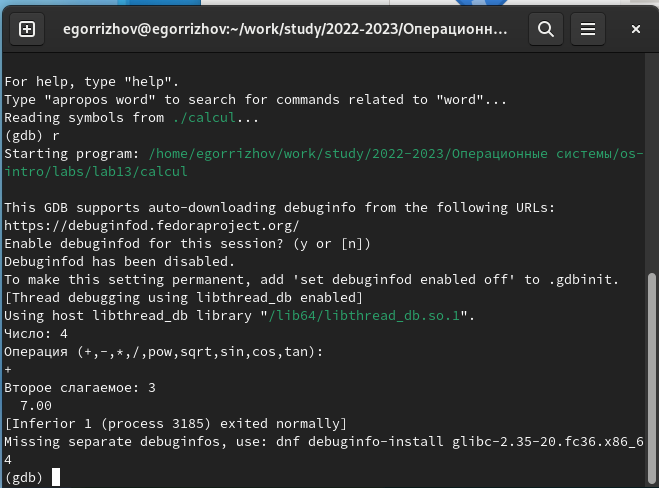 egorrizhov@egorrizhov:~/work/study/2022-2023/Операционн...
For help, type "help".
Type "apropos word" to search for commands related to "word"...
Reading symbols from ./calcul...
(gdb) r
Starting program: /home/egorrizhov/work/study/2022-2023/Операционные системы/os-
intro/labs/lab13/calcul
This GDB supports auto-downloading debuginfo from the following URLs:
https://debuginfod.fedoraproject.org/
Enable debuginfod for this session? (y or [n])
Debuginfod has been disabled.
To make this setting permanent, add 'set debuginfod enabled off' to .gdbinit.
[Thread debugging using libthread_db enabled]
Using host libthread_db library "/lib64/libthread_db.so.1".
Число: 4
Операция (+,-,*,/,pow,sqrt,sin,cos,tan):
+
Второе слагаемое: 3
  7.00
[Inferior 1 (process 3185) exited normally]
Missing separate debuginfos, use: dnf debuginfo-install glibc-2.35-20.fc36.x86_6
4
(gdb)